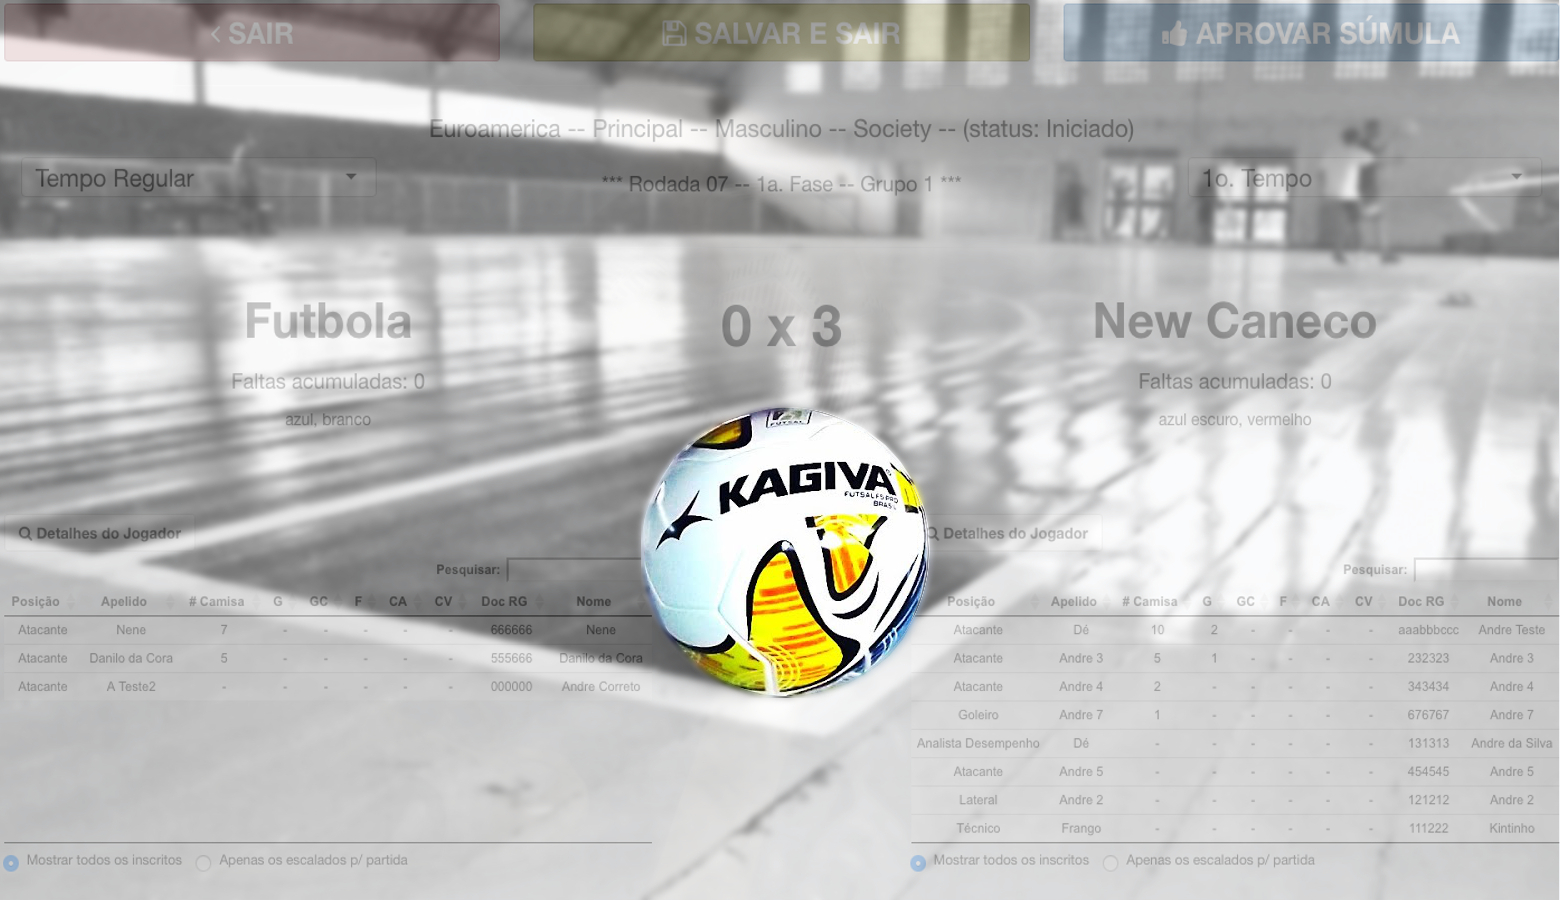 SAIR
SALVAR E SAIR
APROVAR SÚMULA
Euroamerica -- Principal -- Masculino -- Society -- (status: Iniciado)
Tempo Regular
*** Rodada 07 -- 1a. Fase -- Grupo 1 ***
1o. Tempo
Futbola
0 x 3
New Caneco
Faltas acumuladas: 0
Faltas acumuladas: 0
azul, branco
azul escuro, vermelho
FUTSAL
KAGIVA
FUTSAL F5 PRO
BRASIL
Detalhes do Jogador
Detalhes do Jogador
Pesquisar:
Pesquisar:
Posição Apelido # Camisa G GC F CA CV Doc RG Nome
Atacante Nene 7 - - - - - 666666 Nene
Atacante Danilo da Cora 5 - - - - - 555666 Danilo da Cora
Atacante A Teste2 - - - - - - 000000 Andre Correto
Posição Apelido # Camisa G GC F CA CV Doc RG Nome
Atacante Dé 10 2 - - - - aaabbbccc Andre Teste
Atacante Andre 3 5 1 - - - - 232323 Andre 3
Atacante Andre 4 2 - - - - - 343434 Andre 4
Goleiro Andre 7 1 - - - - - 676767 Andre 7
Analista Desempenho Dé - - - - - - 131313 Andre da Silva
Atacante Andre 5 - - - - - - 454545 Andre 5
Lateral Andre 2 - - - - - - 121212 Andre 2
Técnico Frango - - - - - - 111222 Kintinho
Mostrar todos os inscritos Apenas os escalados p/ partida
Mostrar todos os inscritos Apenas os escalados p/ partida